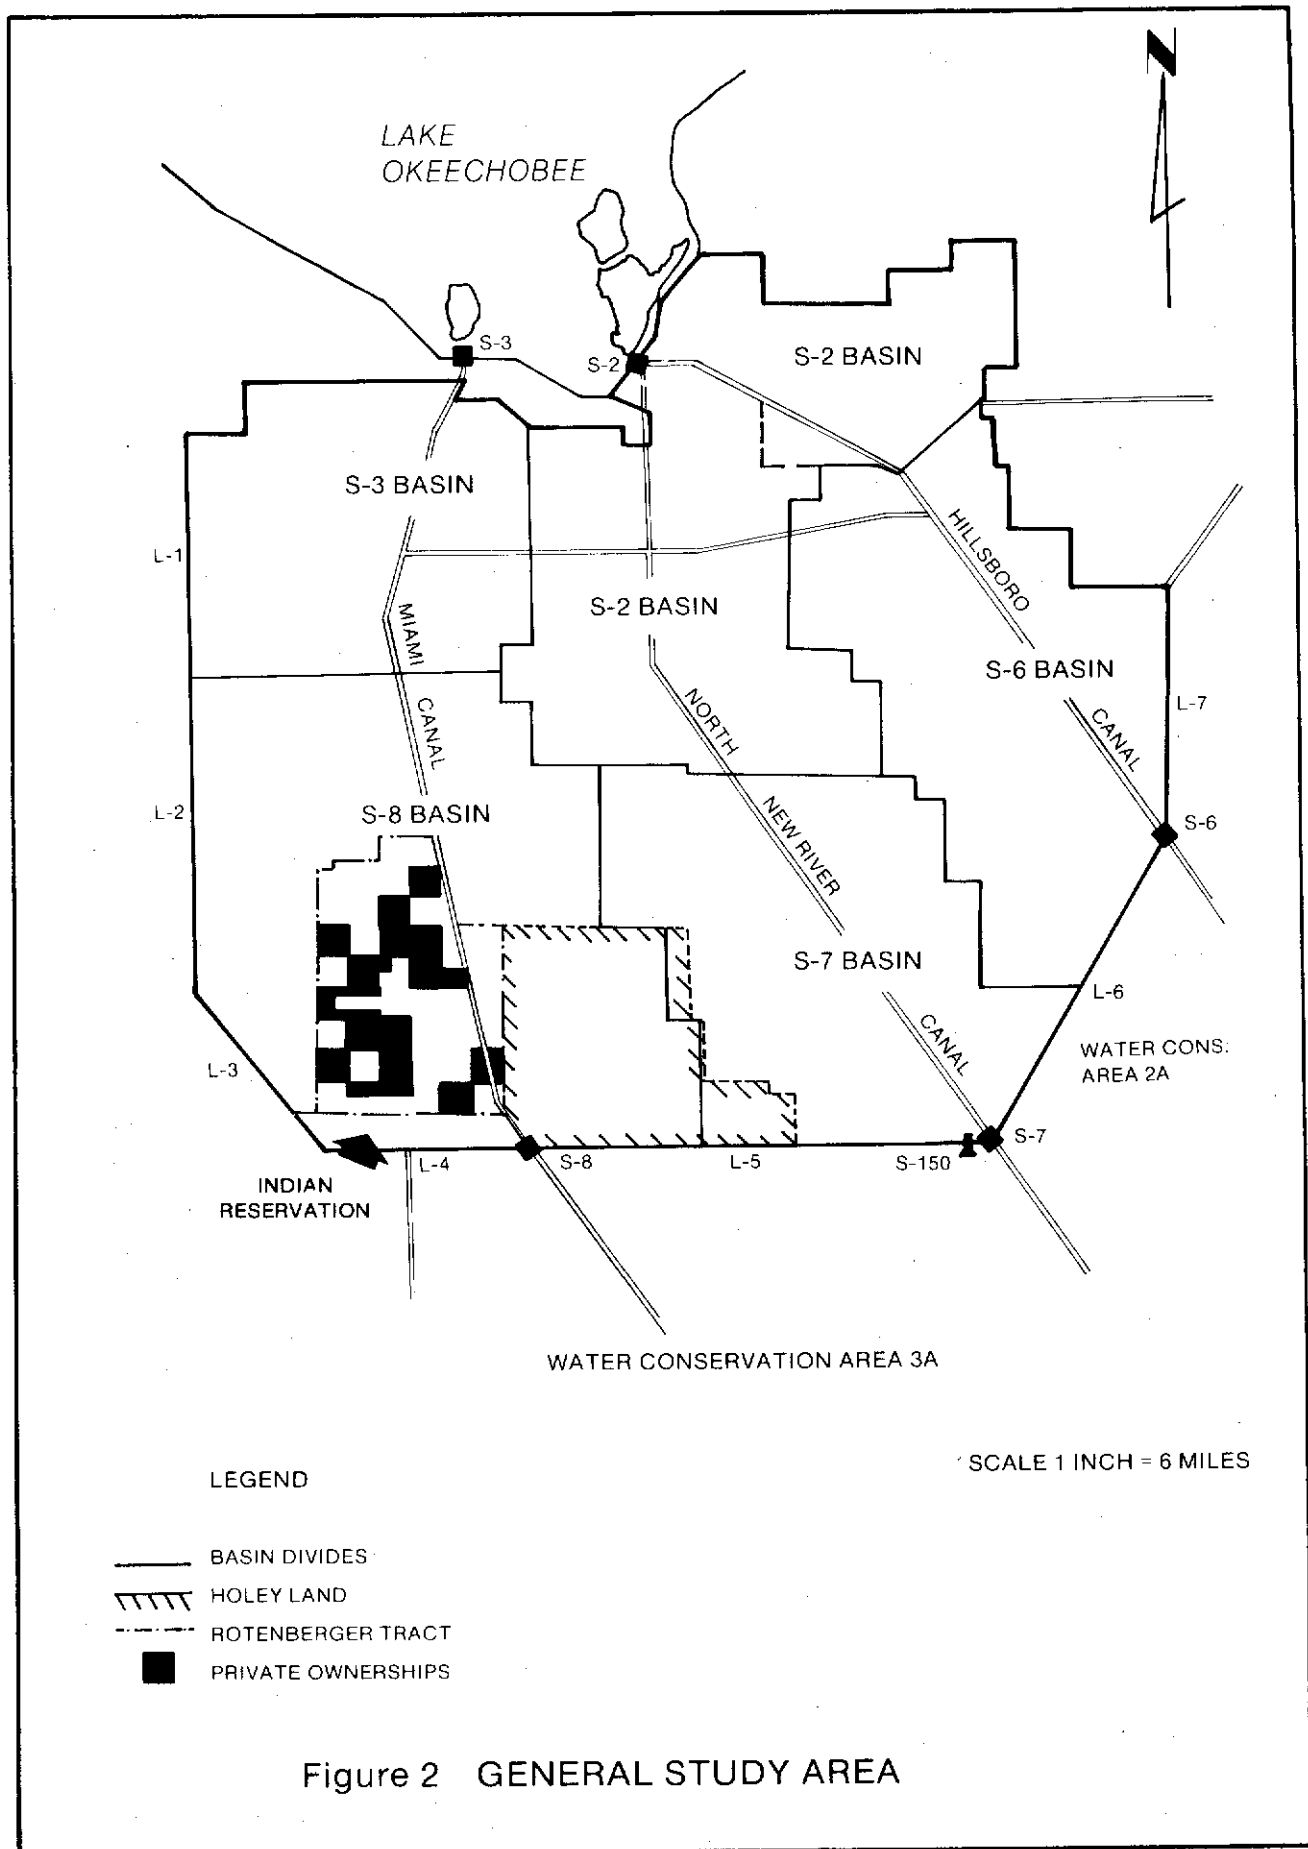 N
LAKE
OKEECHOBEE
S-3
S-2
S-2 BASIN
S-3 BASIN
L-1
HILLSBORO
S-2 BASIN
MIAMI
S-6 BASIN
CANAL
NORTH
CANAL
L-7
L-2
S-8 BASIN
NEW RIVER
S-6
S-7 BASIN
L-6
CANAL
WATER CONS.
AREA 2A
L-3
S-7
L-4
S-8
L-5
S-150
INDIAN
RESERVATION
WATER CONSERVATION AREA 3A
SCALE 1 INCH = 6 MILES
LEGEND
BASIN DIVIDES
HOLEY LAND
ROTENBERGER TRACT
PRIVATE OWNERSHIPS
Figure 2 GENERAL STUDY AREA